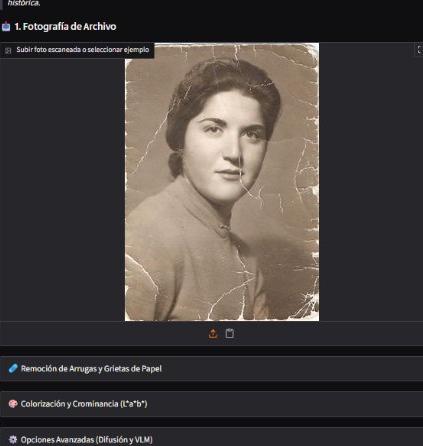 histórica.
1. Fotografía de Archivo
Subir foto escaneada o seleccionar ejemplo
Remoción de Arrugas y Grietas de Papel
Colorización y Crominancia (L*a*b*)
Opciones Avanzadas (Difusión y VLM)